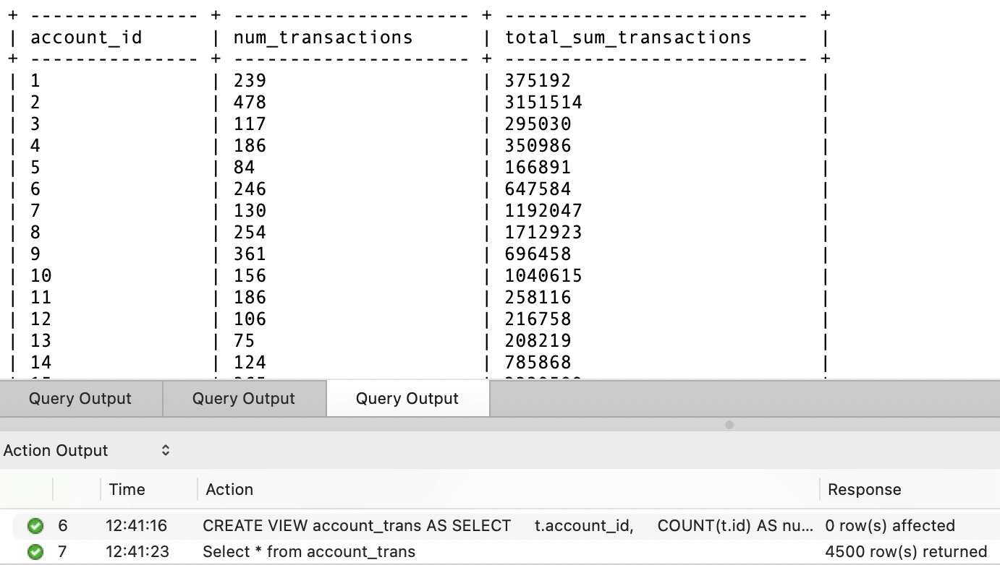 + --------------- + --------------------- + --------------------------- +
| account_id | num_transactions | total_sum_transactions |
+ --------------- + --------------------- + --------------------------- +
| 1 | 239 | 375192 |
| 2 | 478 | 3151514 |
| 3 | 117 | 295030 |
| 4 | 186 | 350986 |
| 5 | 84 | 166891 |
| 6 | 246 | 647584 |
| 7 | 130 | 1192047 |
| 8 | 254 | 1712923 |
| 9 | 361 | 696458 |
| 10 | 156 | 1040615 |
| 11 | 186 | 258116 |
| 12 | 106 | 216758 |
| 13 | 75 | 208219 |
| 14 | 124 | 785868 |
Query Output Query Output Query Output
Action Output
Time Action Response
6 12:41:16 CREATE VIEW account_trans AS SELECT t.account_id, COUNT(t.id) AS nu... 0 row(s) affected
7 12:41:23 Select * from account_trans 4500 row(s) returned